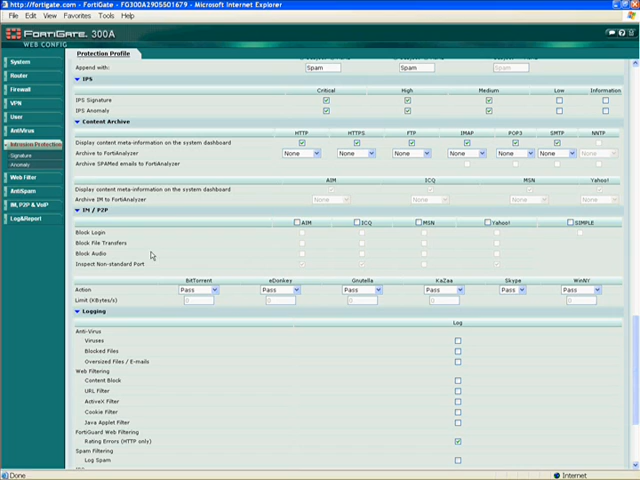 http://fortigate.com - FortiGate - FG300A2905501679 - Microsoft Internet Explorer
File Edit View Favorites Tools Help
FORTIGATE 300A
WEB CONFIG
Protection Profile
System
Router
Firewall
VPN
User
AntiVirus
Intrusion Protection
Signature
Anomaly
Web Filter
AntiSpam
IM, P2P & VoIP
Log&Report
Append with: Spam Spam Spam
IPS
Critical High Medium Low Information
IPS Signature
IPS Anomaly
Content Archive
HTTP HTTPS FTP IMAP POP3 SMTP NNTP
Display content meta-information on the system dashboard
Archive to FortiAnalyzer None None None None None None None
Archive SPAMed emails to FortiAnalyzer
AIM ICQ MSN Yahoo!
Display content meta-information on the system dashboard
Archive IM to FortiAnalyzer None None None None
IM / P2P
AIM ICQ MSN Yahoo! SIMPLE
Block Login
Block File Transfers
Block Audio
Inspect Non-standard Port
BitTorrent eDonkey Gnutella KaZaa Skype WinNY
Action Pass Pass Pass Pass Pass Pass
Limit (KBytes/s) 0 0 0 0 0
Logging
Log
Anti-Virus
Viruses
Blocked Files
Oversized Files / E-mails
Web Filtering
Content Block
URL Filter
ActiveX Filter
Cookie Filter
Java Applet Filter
FortiGuard Web Filtering
Rating Errors (HTTP only)
Spam Filtering
Log Spam
Done
Internet